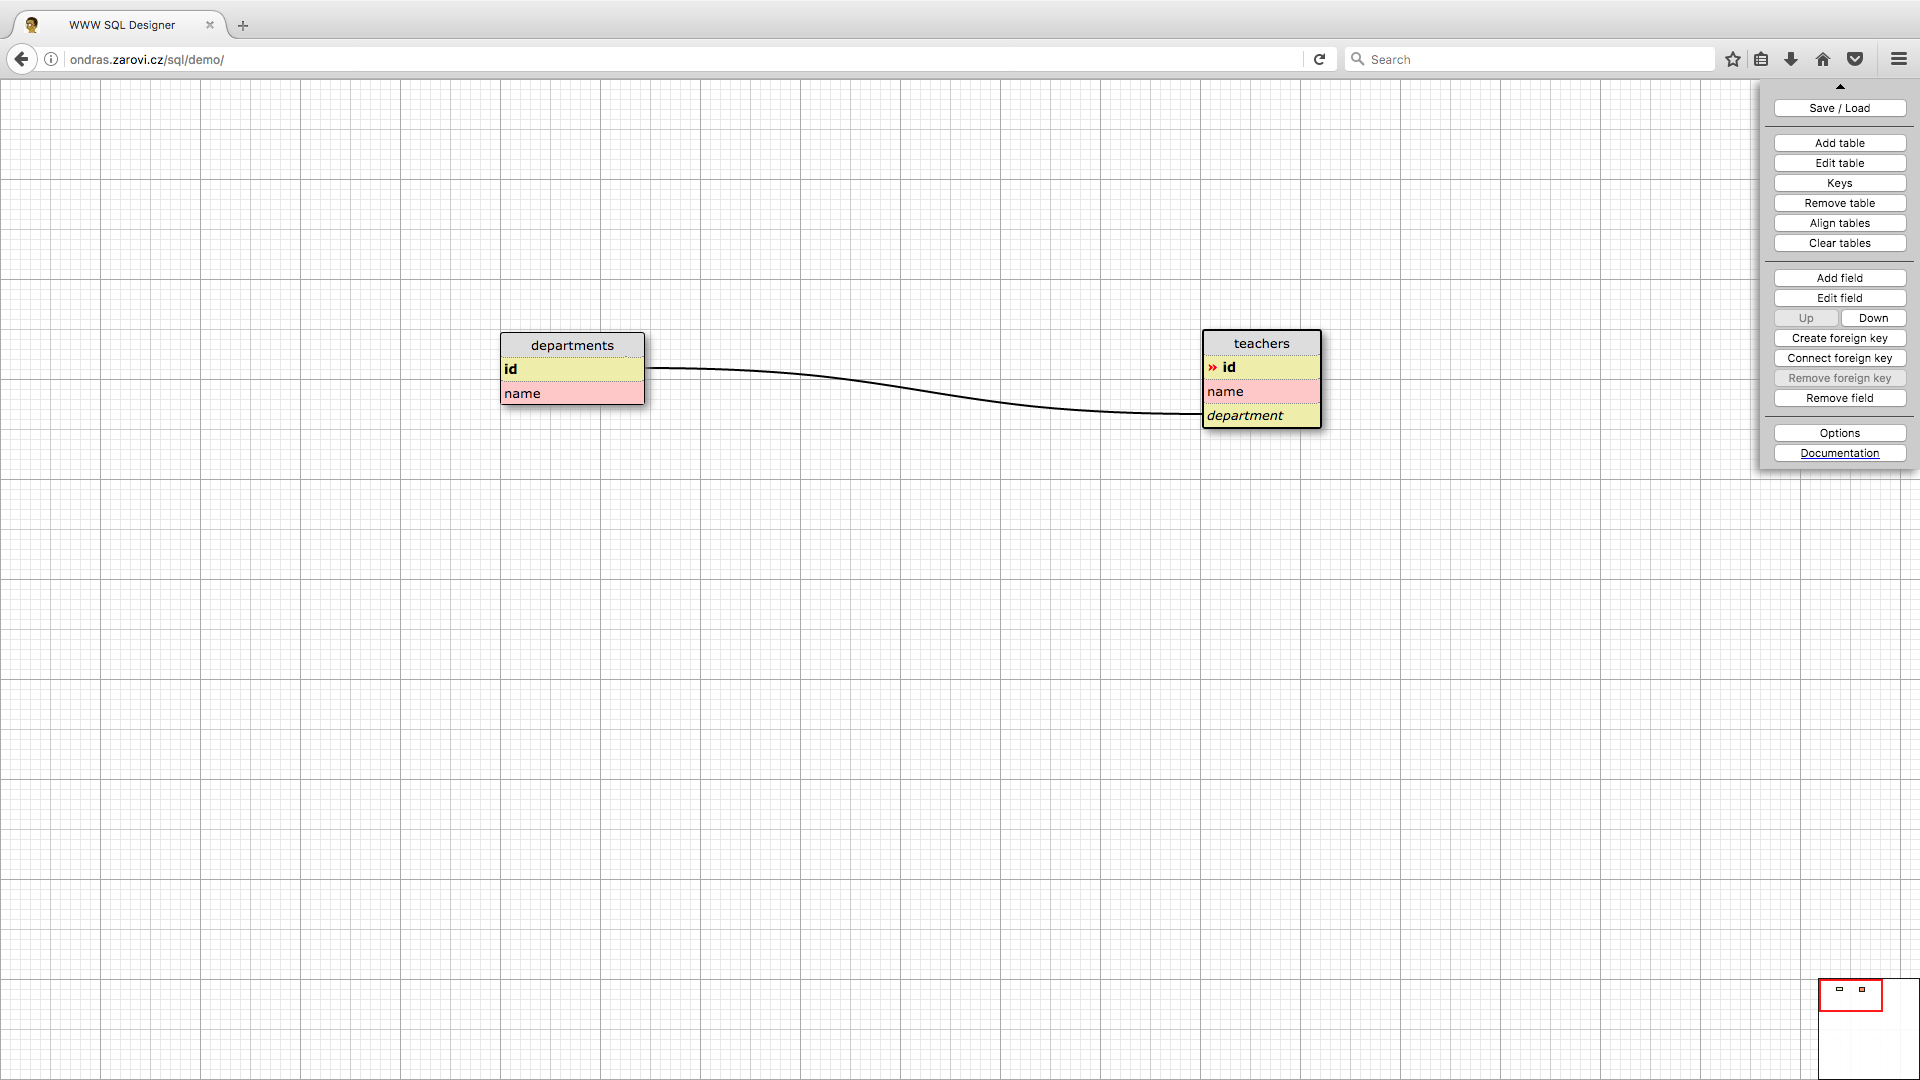 WWW SQL Designer
ondras.zarovi.cz/sql/demo/
Search
Save / Load
Add table
Edit table
Keys
Remove table
Align tables
Clear tables
Add field
Edit field
Up
Down
Create foreign key
Connect foreign key
Remove foreign key
Remove field
Options
Documentation
departments
id
name
teachers
» id
name
department